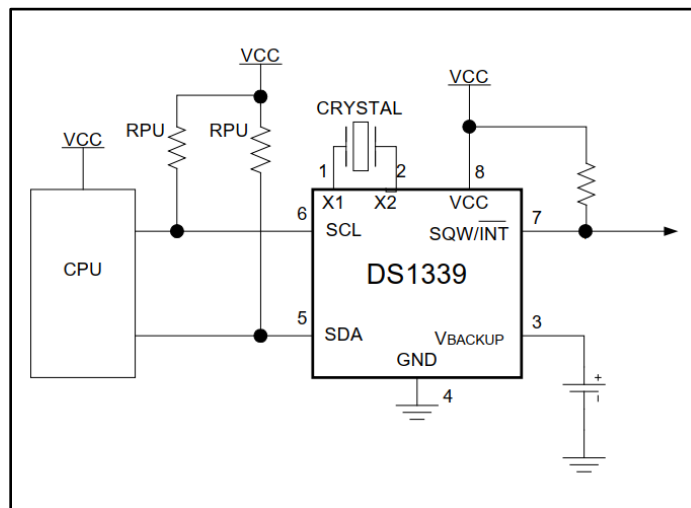 VCC
VCC
RPU
RPU
CRYSTAL
VCC
1
2
8
X1
X2
VCC
6
SCL
SQW/INT
7
CPU
DS1339
5
SDA
VBACKUP
3
GND
4
+
−